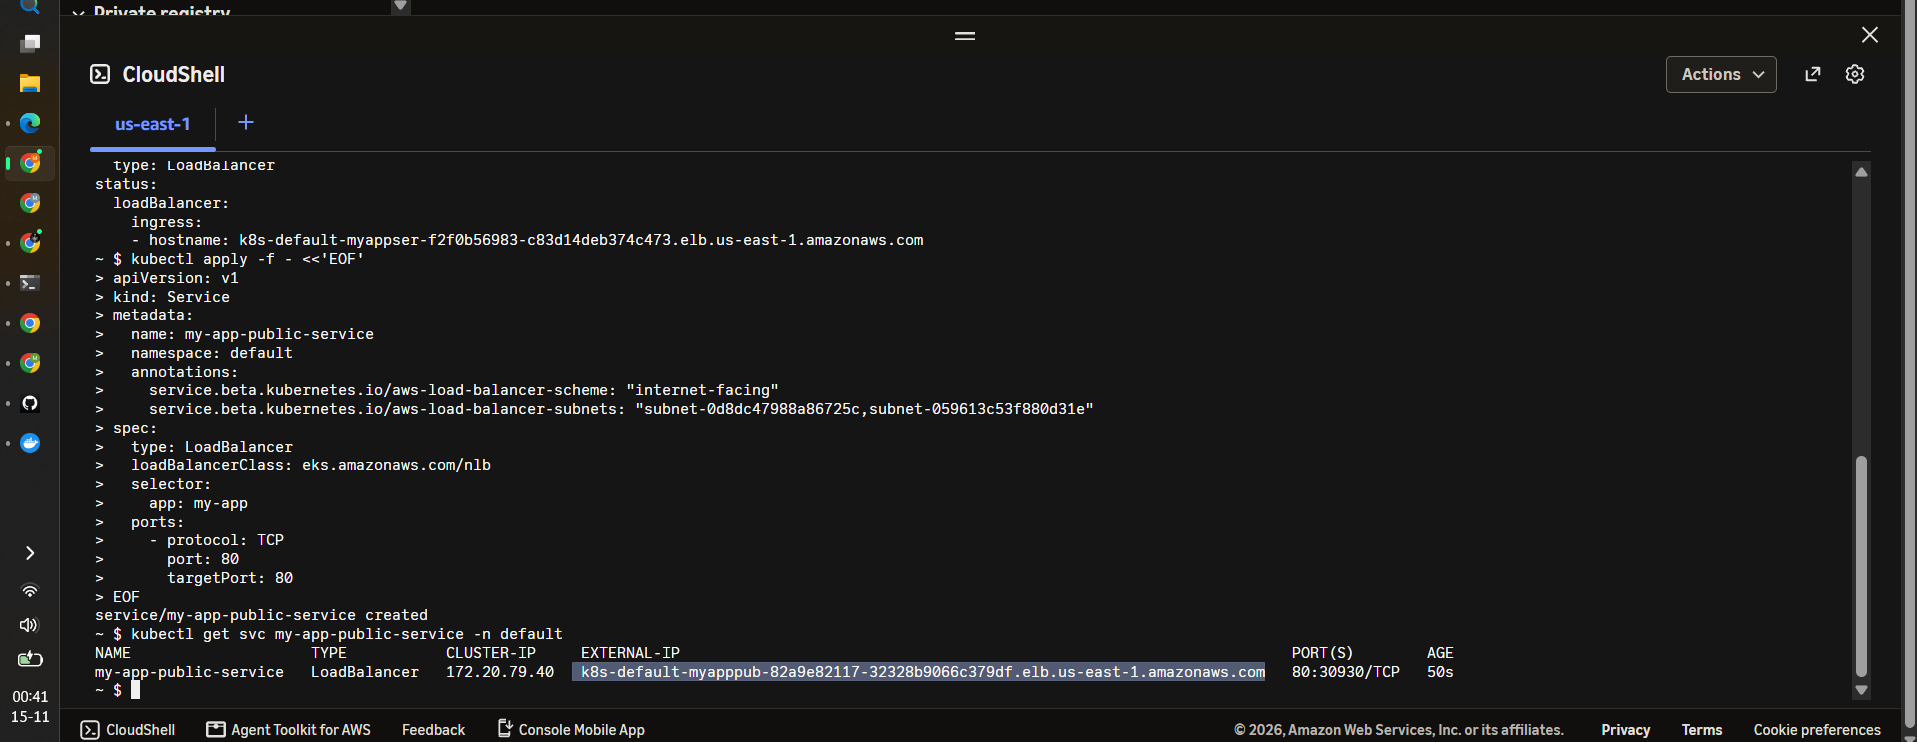 Private registry
CloudShell
Actions
us-east-1
+
  type: LoadBalancer
status:
  loadBalancer:
    ingress:
    - hostname: k8s-default-myappser-f2f0b56983-c83d14deb374c473.elb.us-east-1.amazonaws.com
~ $ kubectl apply -f - <<'EOF'
> apiVersion: v1
> kind: Service
> metadata:
>   name: my-app-public-service
>   namespace: default
>   annotations:
>     service.beta.kubernetes.io/aws-load-balancer-scheme: "internet-facing"
>     service.beta.kubernetes.io/aws-load-balancer-subnets: "subnet-0d8dc47988a86725c,subnet-059613c53f880d31e"
> spec:
>   type: LoadBalancer
>   loadBalancerClass: eks.amazonaws.com/nlb
>   selector:
>     app: my-app
>   ports:
>     - protocol: TCP
>       port: 80
>       targetPort: 80
> EOF
service/my-app-public-service created
~ $ kubectl get svc my-app-public-service -n default
NAME                    TYPE           CLUSTER-IP     EXTERNAL-IP                                                                    PORT(S)        AGE
my-app-public-service   LoadBalancer   172.20.79.40   k8s-default-myapppub-82a9e82117-32328b9066c379df.elb.us-east-1.amazonaws.com   80:30930/TCP   50s
~ $
00:41
15-11
CloudShell Agent Toolkit for AWS Feedback Console Mobile App © 2026, Amazon Web Services, Inc. or its affiliates. Privacy Terms Cookie preferences